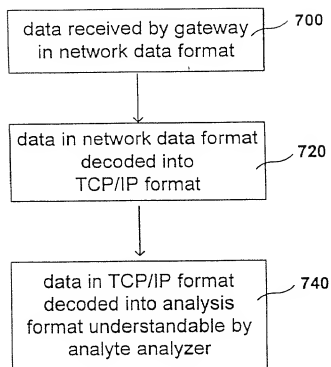 data received by gateway
in network data format
700
data in network data format
decoded into
TCP/IP format
720
data in TCP/IP format
decoded into analysis
format understandable by
analyte analyzer
740